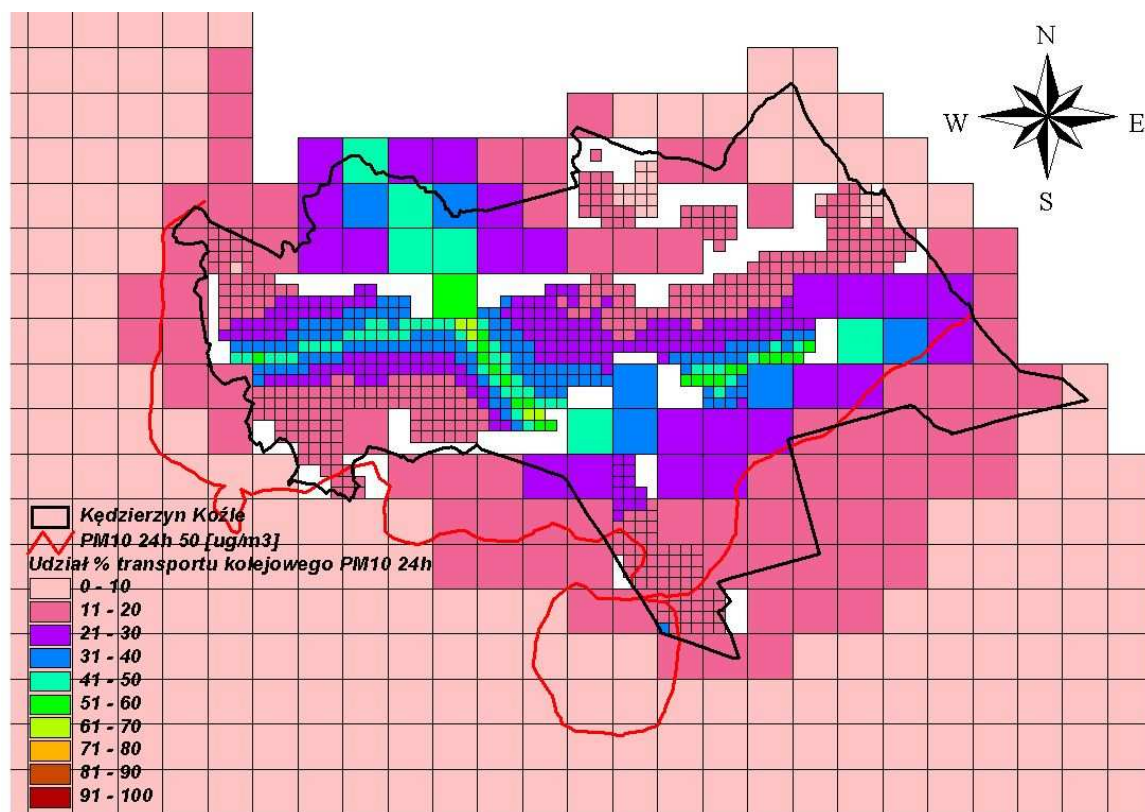 N
W E
S
Kędzierzyn Koźle
PM10 24h 50 [ug/m3]
Udział % transportu kolejowego PM10 24h
0 - 10
11 - 20
21 - 30
31 - 40
41 - 50
51 - 60
61 - 70
71 - 80
81 - 90
91 - 100